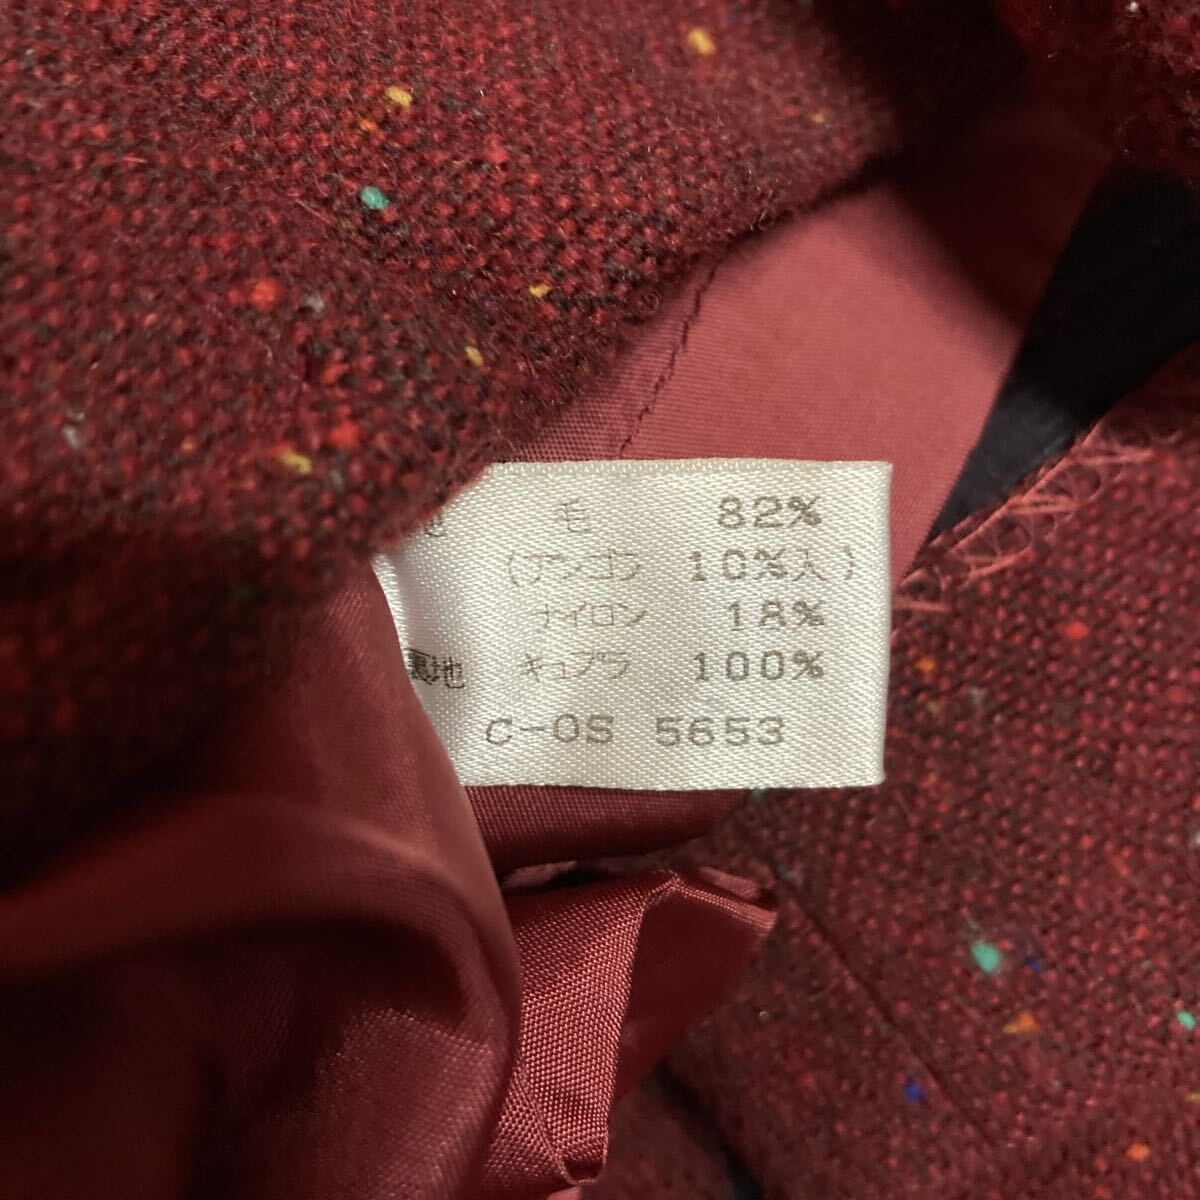 地 毛 82%
(アンゴラ 10%入)
ナイロン 18%
裏地 キュプラ 100%
C-OS 5653